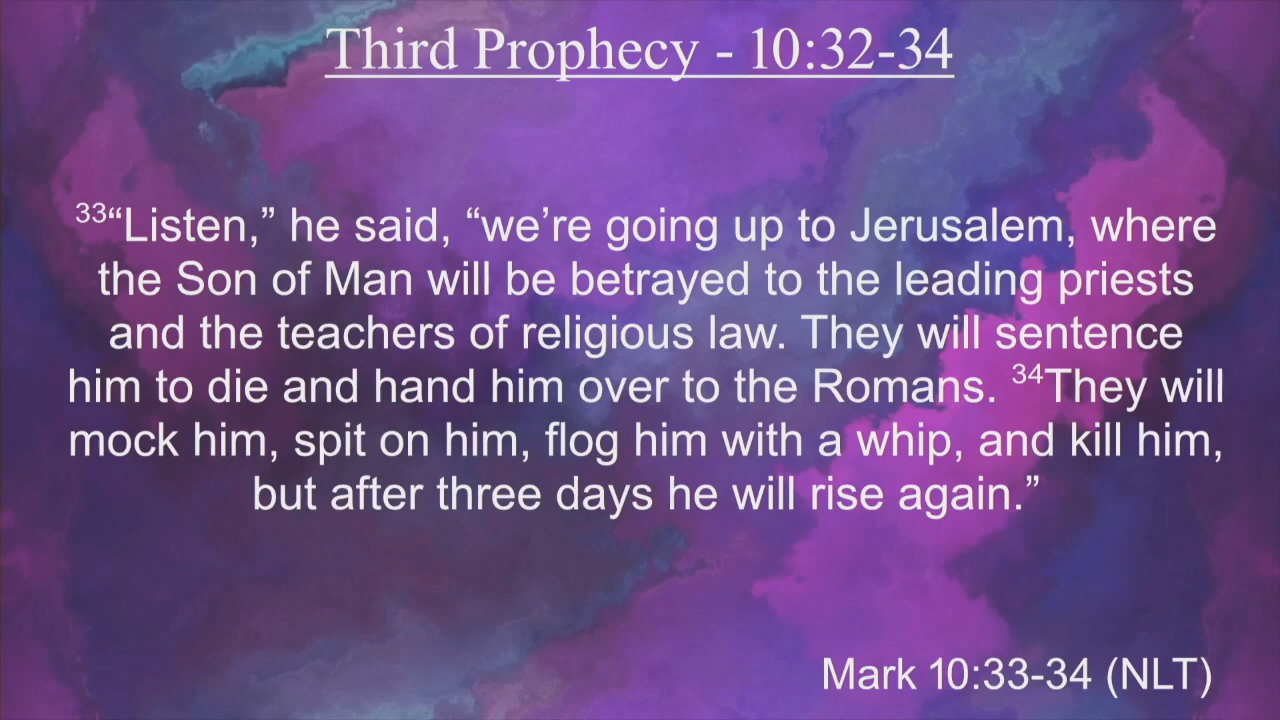 Third Prophecy - 10:32-34
33“Listen,” he said, “we’re going up to Jerusalem, where
the Son of Man will be betrayed to the leading priests
and the teachers of religious law. They will sentence
him to die and hand him over to the Romans. 34They will
mock him, spit on him, flog him with a whip, and kill him,
but after three days he will rise again.”
Mark 10:33-34 (NLT)